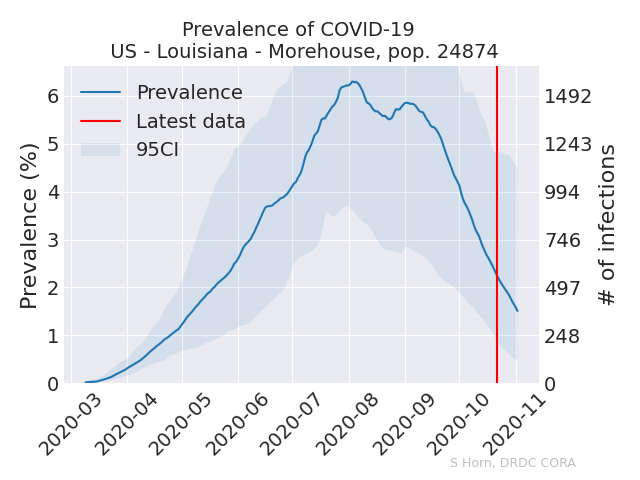 Prevalence of COVID-19
US - Louisiana - Morehouse, pop. 24874
Prevalence
Latest data
95CI
Prevalence (%)
6
5
4
3
2
1
0
1492
1243
994
746
497
248
0
# of infections
2020-03
2020-04
2020-05
2020-06
2020-07
2020-08
2020-09
2020-10
2020-11
S Horn, DRDC CORA